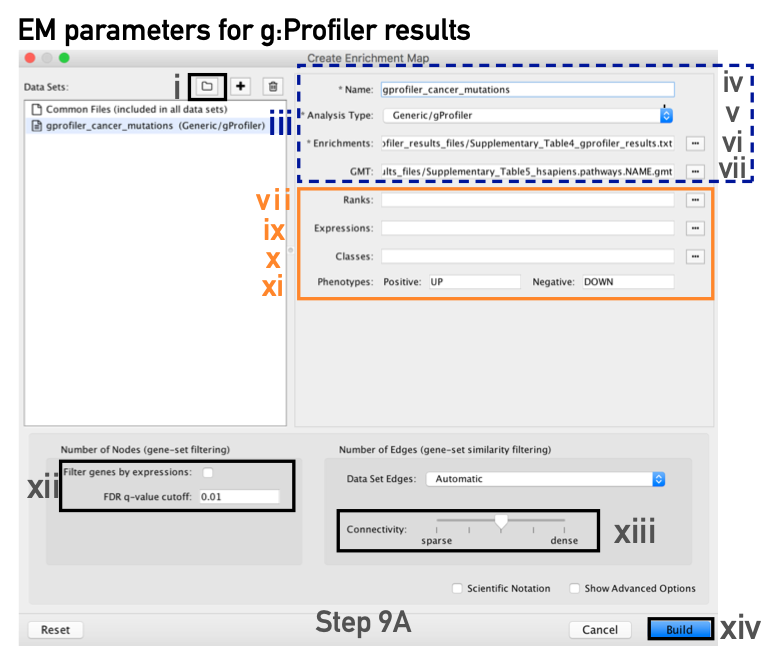 EM parameters for g:Profiler results
Create Enrichment Map
Data Sets: i
iv
* Name: gprofiler_cancer_mutations
Common Files (included in all data sets)
v
* Analysis Type: Generic/gProfiler
gprofiler_cancer_mutations (Generic/gProfiler) iii
vi
* Enrichments: ofiler_results_files/Supplementary_Table4_gprofiler_results.txt ...
vii
GMT: ults_files/Supplementary_Table5_hsapiens.pathways.NAME.gmt ...
vii Ranks: ...
ix Expressions: ...
x Classes: ...
xi Phenotypes: Positive: UP Negative: DOWN
Number of Nodes (gene-set filtering)
Number of Edges (gene-set similarity filtering)
xii
Filter genes by expressions:
FDR q-value cutoff: 0.01
Data Set Edges: Automatic
Connectivity:
sparse dense
xiii
Scientific Notation Show Advanced Options
Reset Step 9A Cancel Build xiv